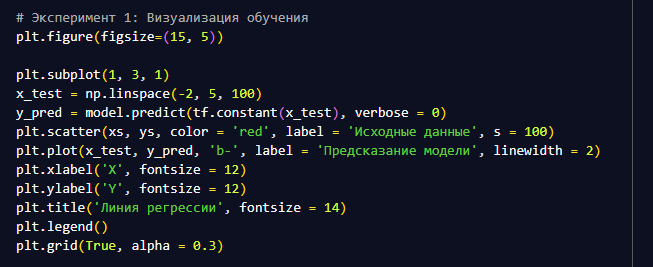 # Эксперимент 1: Визуализация обучения
plt.figure(figsize=(15, 5))
plt.subplot(1, 3, 1)
x_test = np.linspace(-2, 5, 100)
y_pred = model.predict(tf.constant(x_test), verbose = 0)
plt.scatter(xs, ys, color = 'red', label = 'Исходные данные', s = 100)
plt.plot(x_test, y_pred, 'b-', label = 'Предсказание модели', linewidth = 2)
plt.xlabel('X', fontsize = 12)
plt.ylabel('Y', fontsize = 12)
plt.title('Линия регрессии', fontsize = 14)
plt.legend()
plt.grid(True, alpha = 0.3)